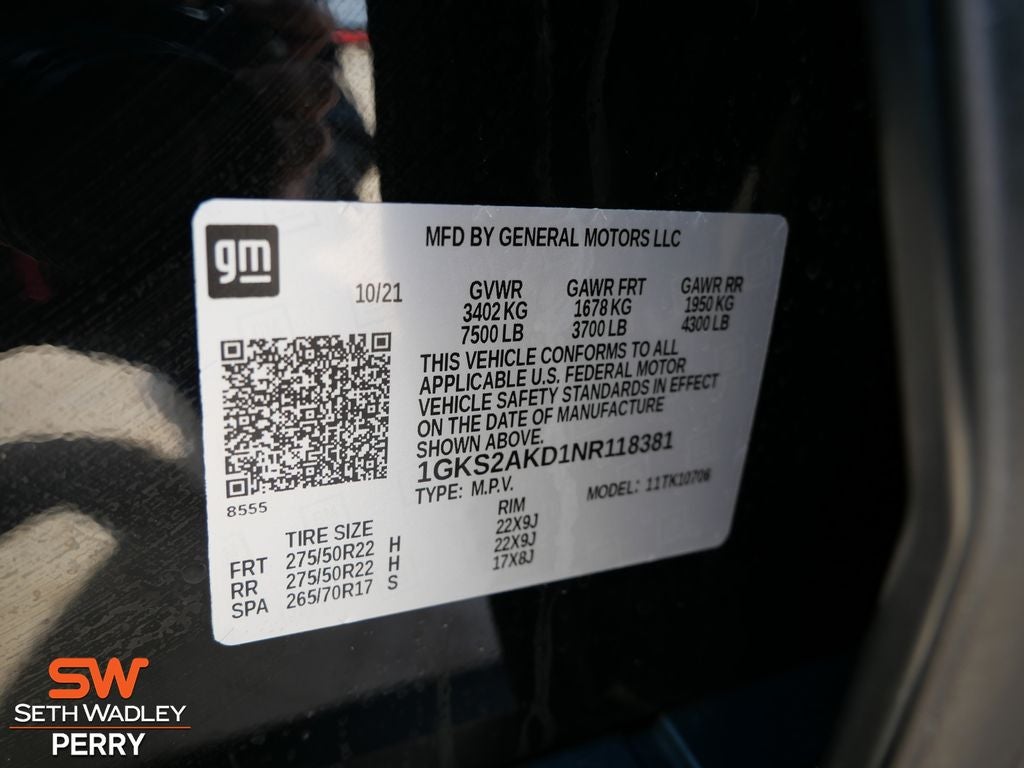 gm
MFD BY GENERAL MOTORS LLC
10/21
GVWR GAWR FRT GAWR RR
3402 KG 1678 KG 1950 KG
7500 LB 3700 LB 4300 LB
THIS VEHICLE CONFORMS TO ALL
APPLICABLE U.S. FEDERAL MOTOR
VEHICLE SAFETY STANDARDS IN EFFECT
ON THE DATE OF MANUFACTURE
SHOWN ABOVE.
1GKS2AKD1NR118381
TYPE: M.P.V. MODEL: 11TK10706
8555
TIRE SIZE RIM
FRT 275/50R22 H 22X9J
RR 275/50R22 H 22X9J
SPA 265/70R17 S 17X8J
SW
SETH WADLEY
PERRY